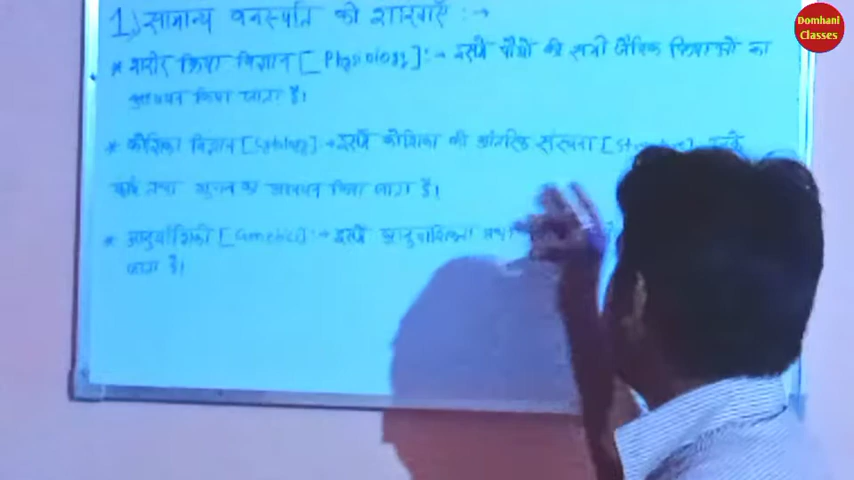 Domhani
Classes
1) सामान्य वनस्पति की शाखाएँ :→
* शरीर क्रिया विज्ञान [Physiology] :→ इसमें पौधों की सभी जैविक क्रियाओं का
अध्ययन किया जाता है।
* कोशिका विज्ञान [Cytology] → इसमें कोशिका की आंतरिक संरचना [
कार्य तथा का अध्ययन किया जाता है।
* आनुवांशिकी [Genetics] :→ इसमें आनुवांशिकता तथा
जाता है।